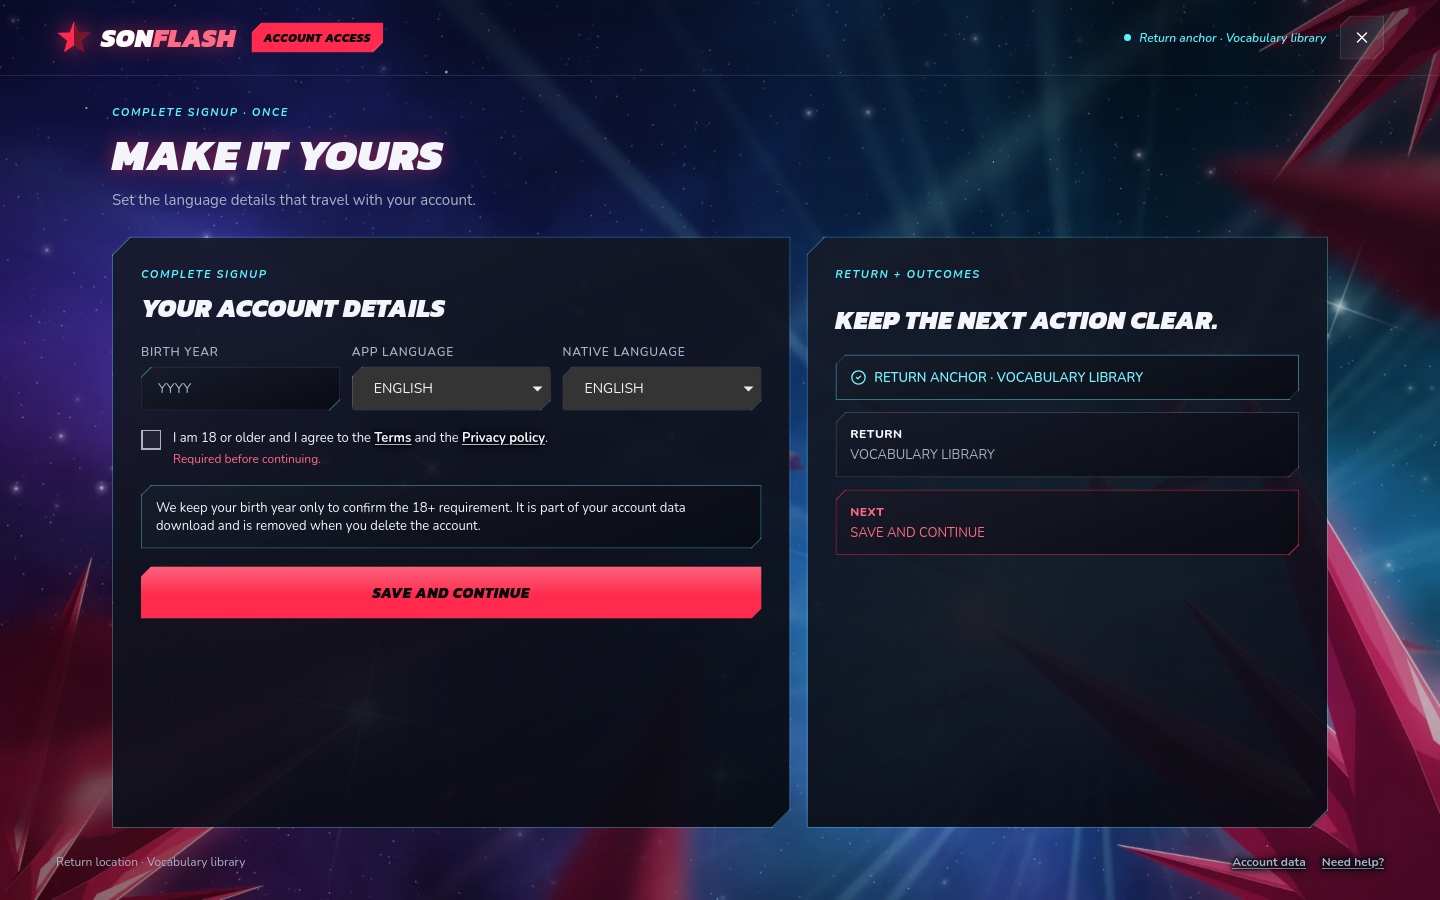 SONFLASH
ACCOUNT ACCESS
Return anchor · Vocabulary library
COMPLETE SIGNUP · ONCE
MAKE IT YOURS
Set the language details that travel with your account.
COMPLETE SIGNUP
YOUR ACCOUNT DETAILS
BIRTH YEAR
APP LANGUAGE
NATIVE LANGUAGE
YYYY
ENGLISH
ENGLISH
I am 18 or older and I agree to the Terms and the Privacy policy.
Required before continuing.
We keep your birth year only to confirm the 18+ requirement. It is part of your account data
download and is removed when you delete the account.
SAVE AND CONTINUE
RETURN + OUTCOMES
KEEP THE NEXT ACTION CLEAR.
RETURN ANCHOR · VOCABULARY LIBRARY
RETURN
VOCABULARY LIBRARY
NEXT
SAVE AND CONTINUE
Return location · Vocabulary library
Account data
Need help?